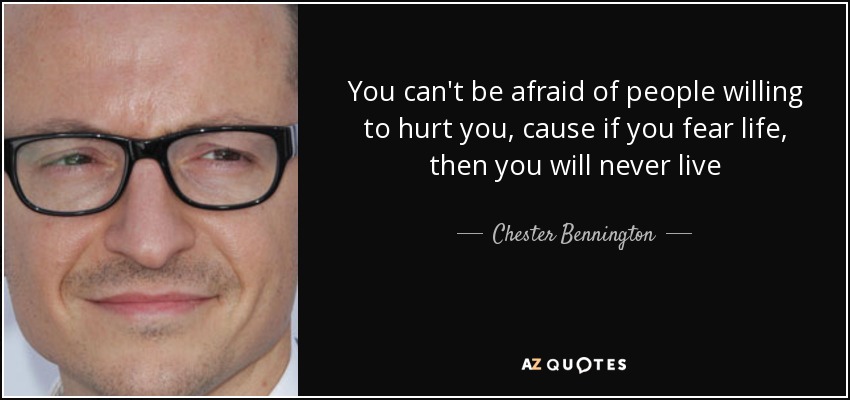 You can't be afraid of people willing
to hurt you, cause if you fear life,
then you will never live
Chester Bennington
AZ QUOTES